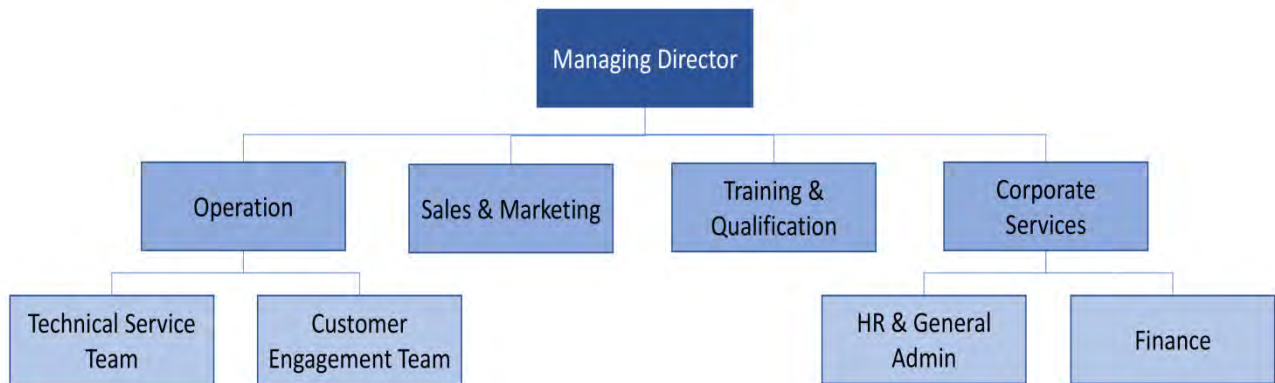 Managing Director
Operation
Sales & Marketing
Training &
Qualification
Corporate
Services
Technical Service
Team
Customer
Engagement Team
HR & General
Admin
Finance